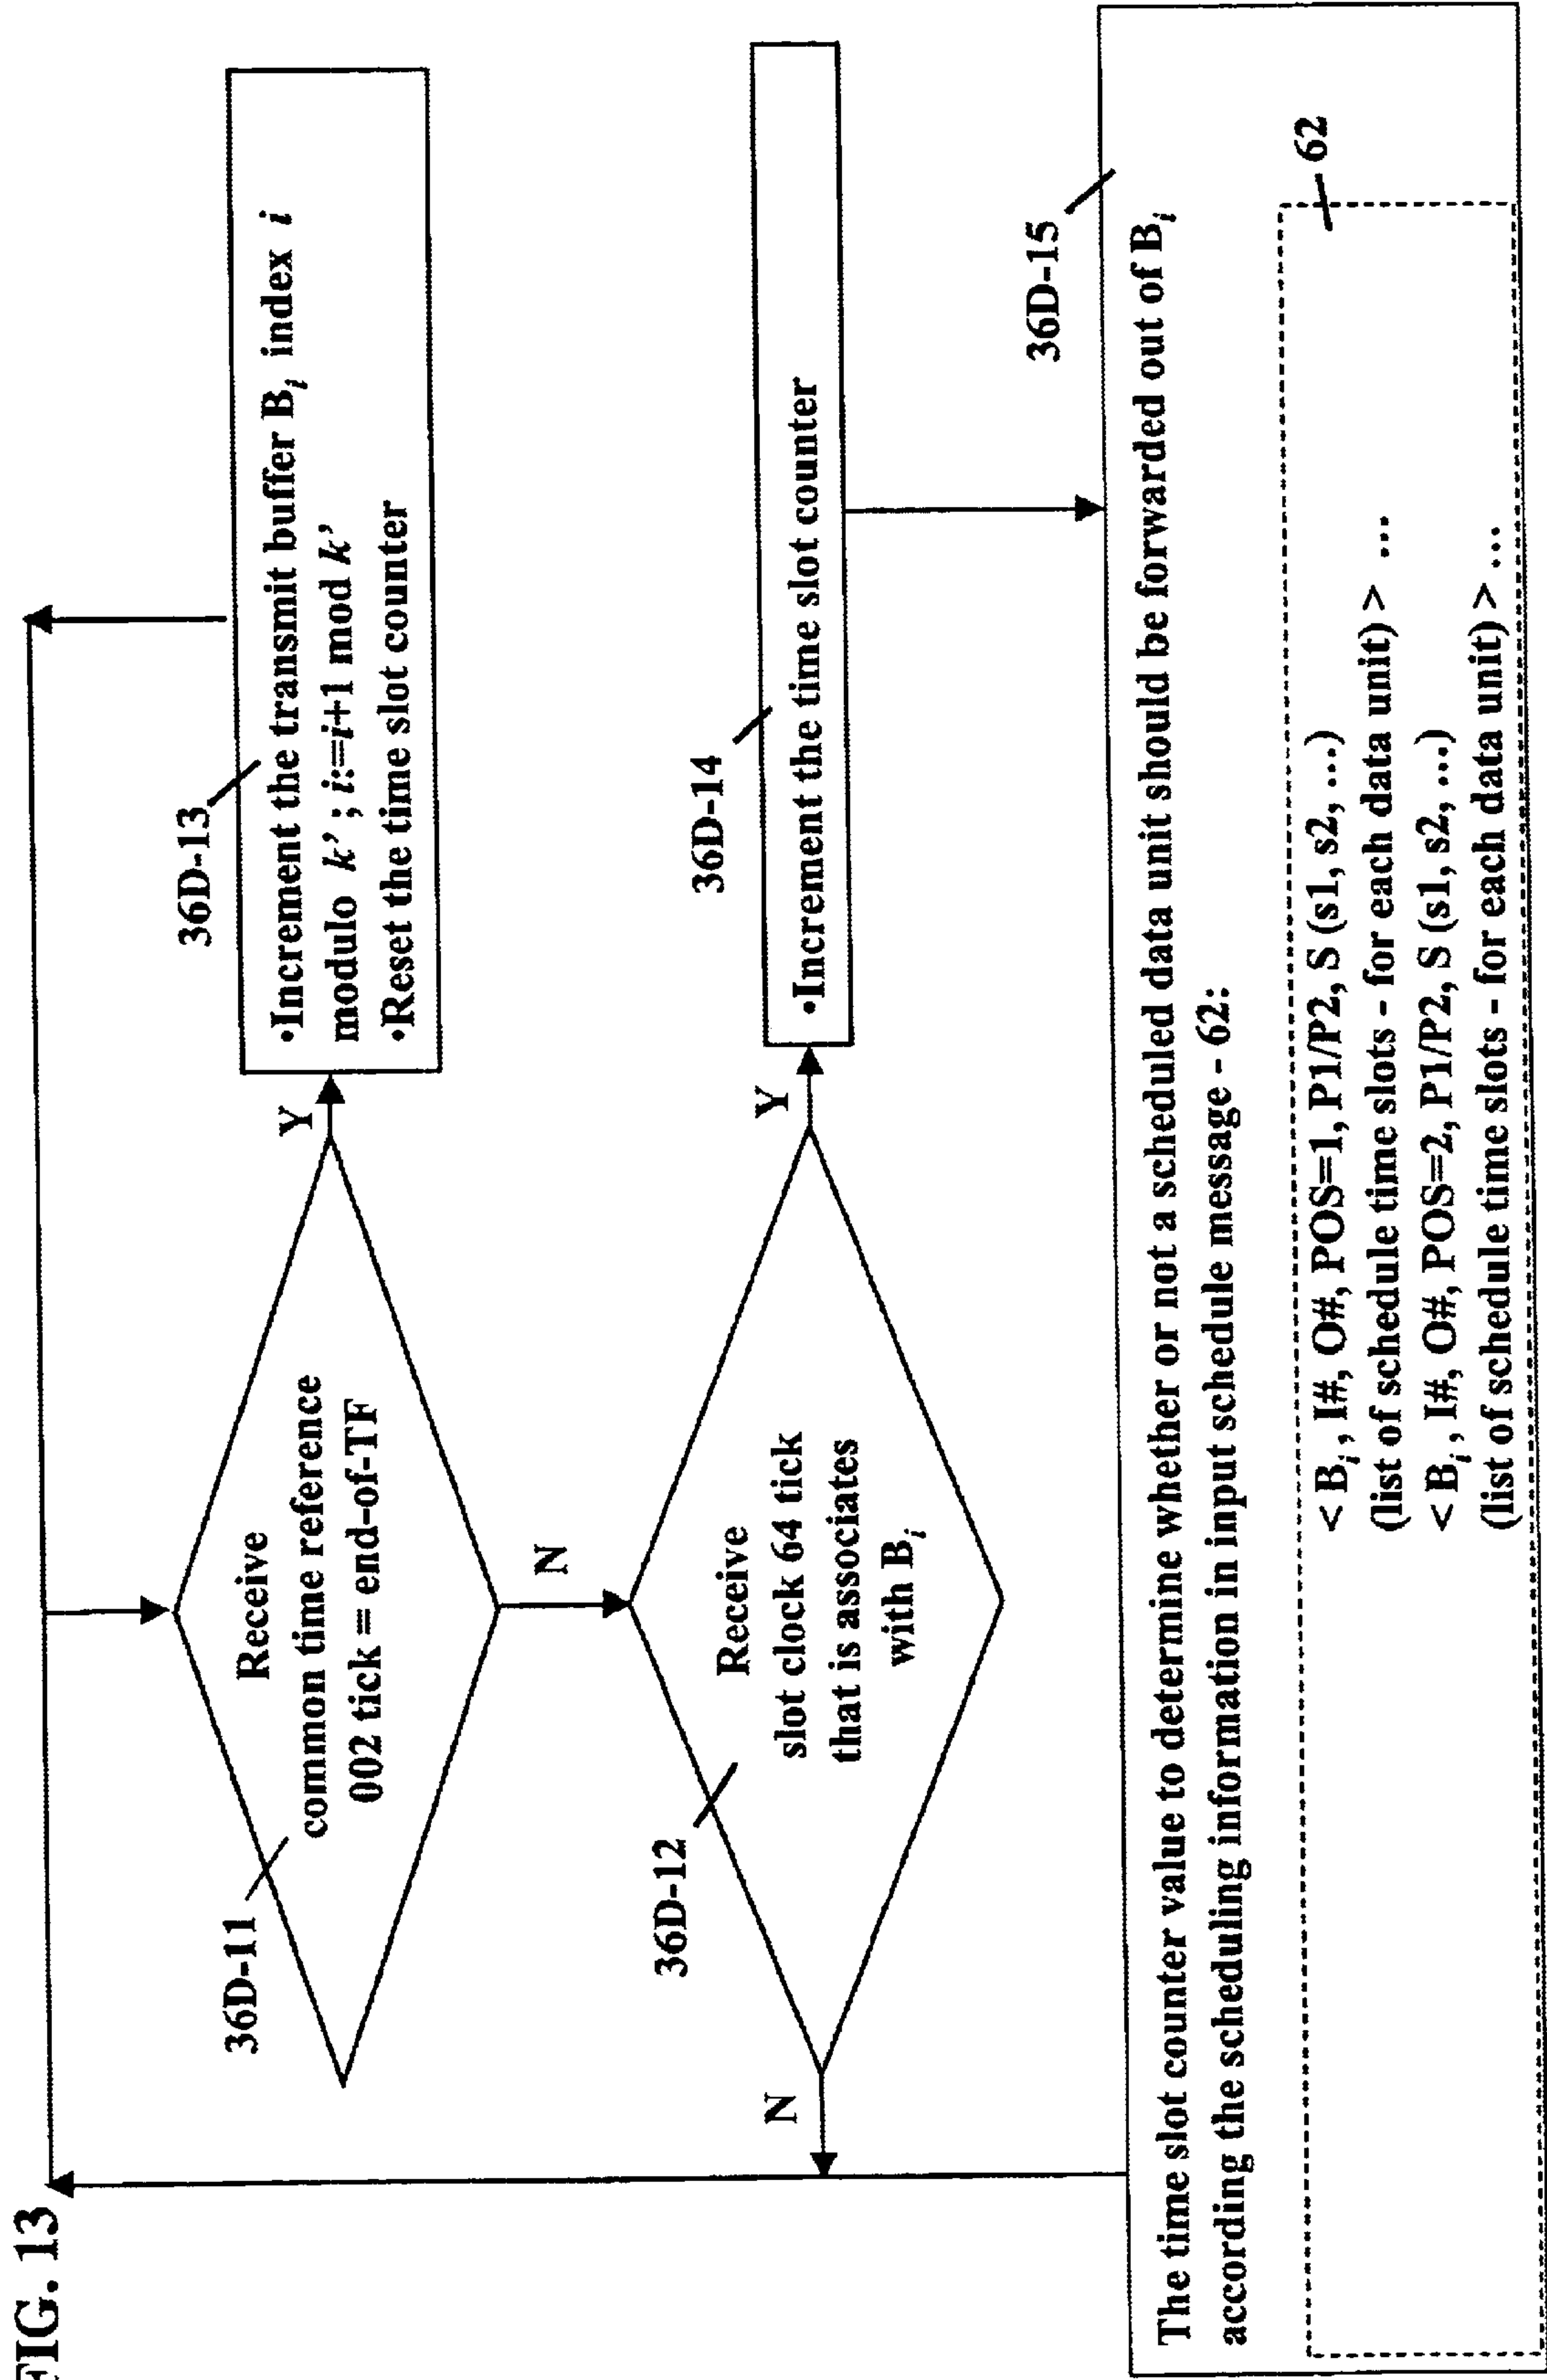 FIG. 13
Receive
common time reference
002 tick = end-of-TF
36D-11
Y
36D-13
•Increment the transmit buffer Bi index i
modulo k’ ; i:=i+1 mod k’
•Reset the time slot counter
N
Receive
slot clock 64 tick
that is associates
with Bi
36D-12
N
Y
36D-14
•Increment the time slot counter
36D-15
The time slot counter value to determine whether or not a scheduled data unit should be forwarded out of Bi
according the scheduling information in input schedule message - 62:
62
< Bi, I#, O#, POS=1, P1/P2, S (s1, s2, ...)
(list of schedule time slots - for each data unit) > ...
< Bi, I#, O#, POS=2, P1/P2, S (s1, s2, ...)
(list of schedule time slots - for each data unit) > ...